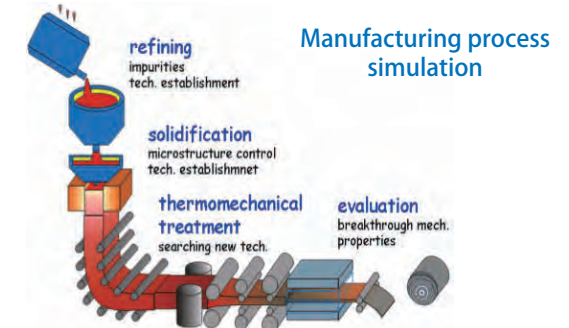 Manufacturing process
simulation
refining
impurities
tech. establishment
solidification
microstructure control
tech. establishmnet
thermomechanical
treatment
searching new tech.
evaluation
breakthrough mech.
properties